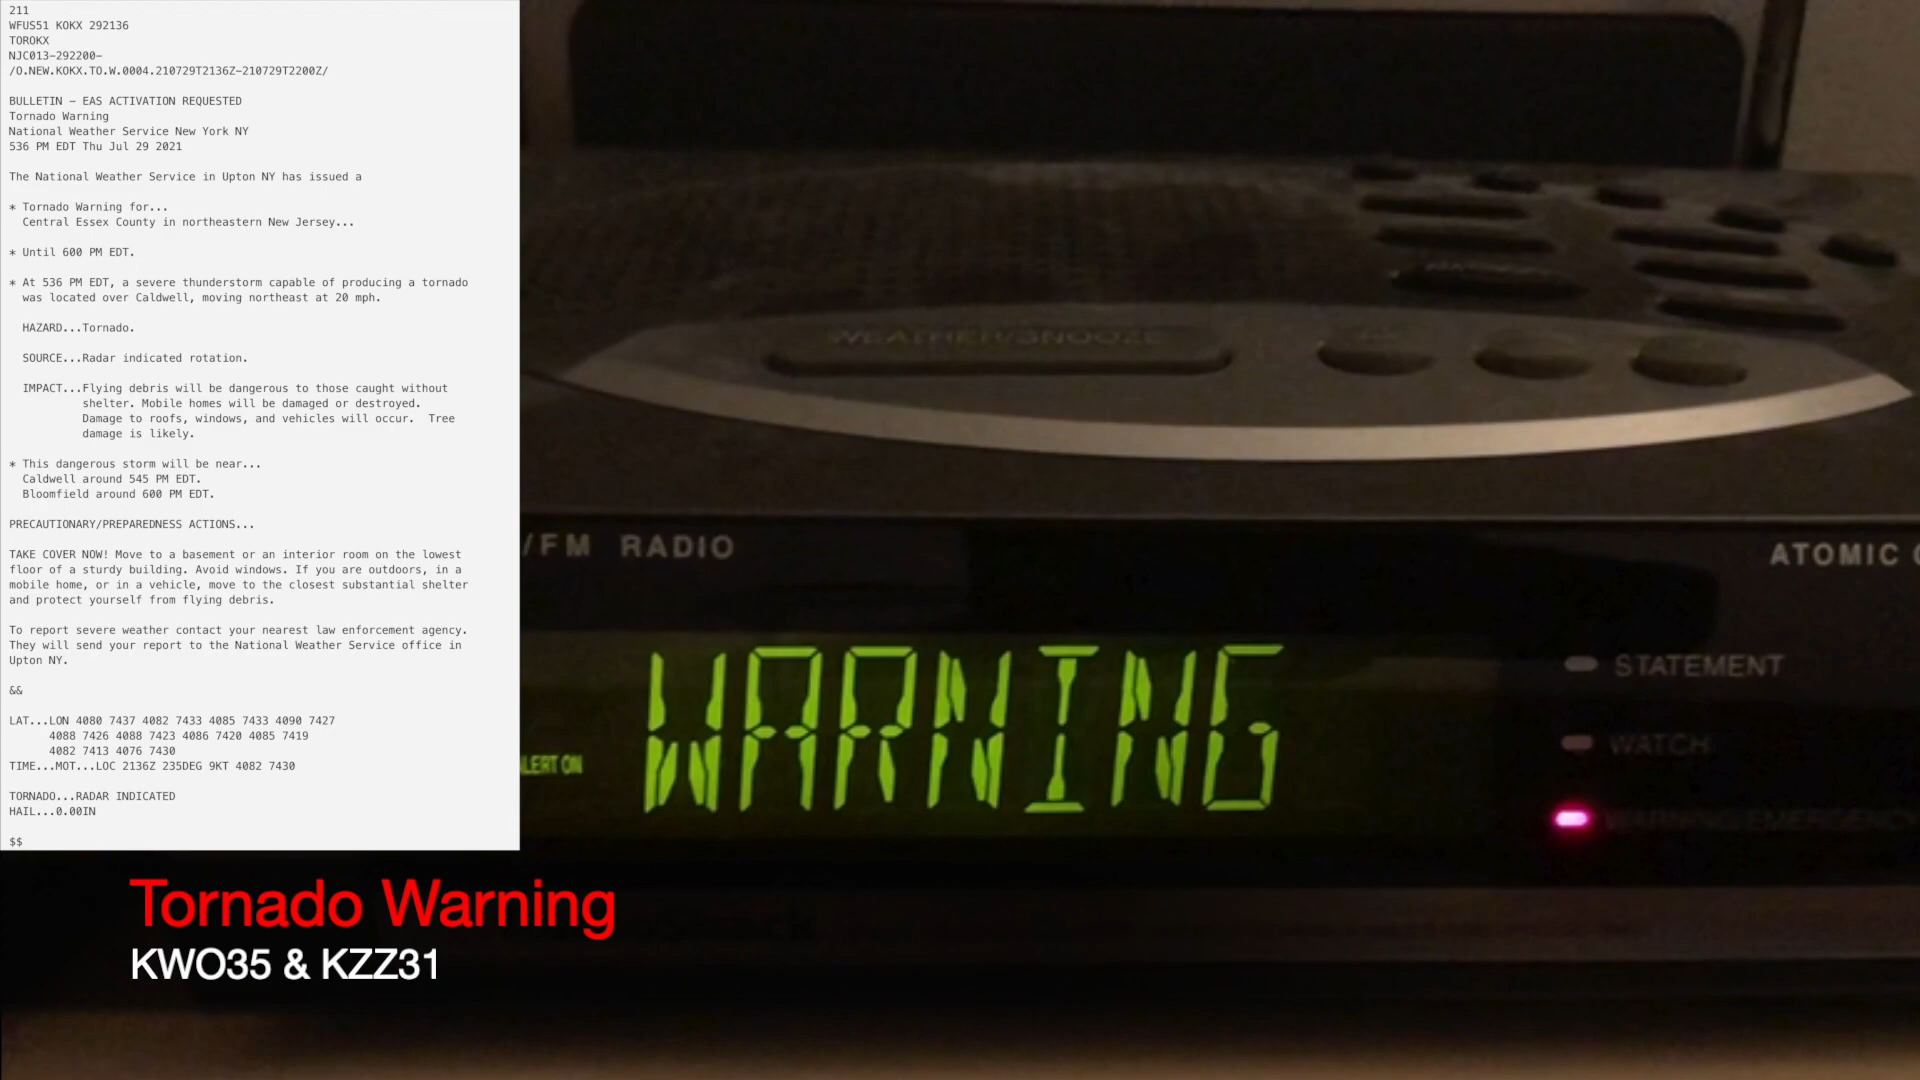 211
WFUS51 KOKX 292136
TOROKX
NJC013-292200-
/O.NEW.KOKX.TO.W.0004.210729T2136Z-210729T2200Z/
BULLETIN - EAS ACTIVATION REQUESTED
Tornado Warning
National Weather Service New York NY
536 PM EDT Thu Jul 29 2021
The National Weather Service in Upton NY has issued a
* Tornado Warning for...
Central Essex County in northeastern New Jersey...
* Until 600 PM EDT.
* At 536 PM EDT, a severe thunderstorm capable of producing a tornado
was located over Caldwell, moving northeast at 20 mph.
HAZARD...Tornado.
SOURCE...Radar indicated rotation.
IMPACT...Flying debris will be dangerous to those caught without
shelter. Mobile homes will be damaged or destroyed.
Damage to roofs, windows, and vehicles will occur.  Tree
damage is likely.
* This dangerous storm will be near...
Caldwell around 545 PM EDT.
Bloomfield around 600 PM EDT.
PRECAUTIONARY/PREPAREDNESS ACTIONS...
TAKE COVER NOW! Move to a basement or an interior room on the lowest
floor of a sturdy building. Avoid windows. If you are outdoors, in a
mobile home, or in a vehicle, move to the closest substantial shelter
and protect yourself from flying debris.
To report severe weather contact your nearest law enforcement agency.
They will send your report to the National Weather Service office in
Upton NY.
&&
LAT...LON 4080 7437 4082 7433 4085 7433 4090 7427
4088 7426 4088 7423 4086 7420 4085 7419
4082 7413 4076 7430
TIME...MOT...LOC 2136Z 235DEG 9KT 4082 7430
TORNADO...RADAR INDICATED
HAIL...0.00IN
$$
Tornado Warning
KWO35 & KZZ31
WEATHER/SNOOZE
/FM RADIO
ATOMIC
ALERT ON
WARNING
STATEMENT
WATCH
WARNING/EMERGENCY